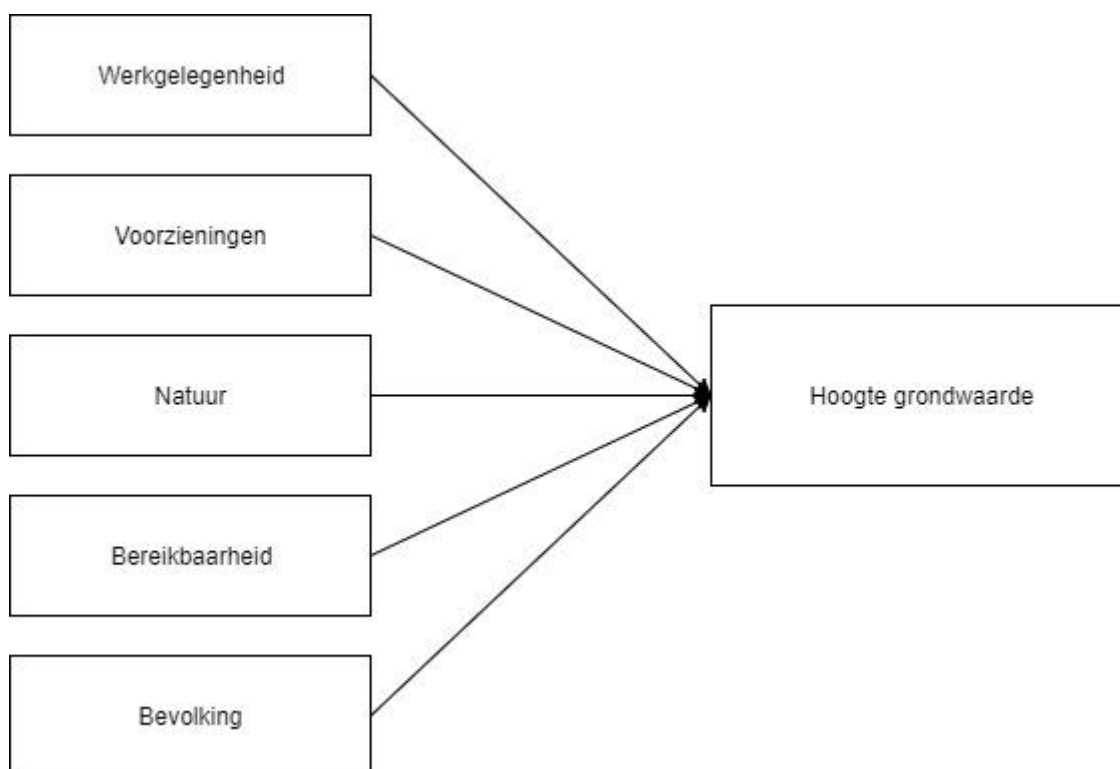 Werkgelegenheid
Voorzieningen
Natuur
Bereikbaarheid
Bevolking
Hoogte grondwaarde